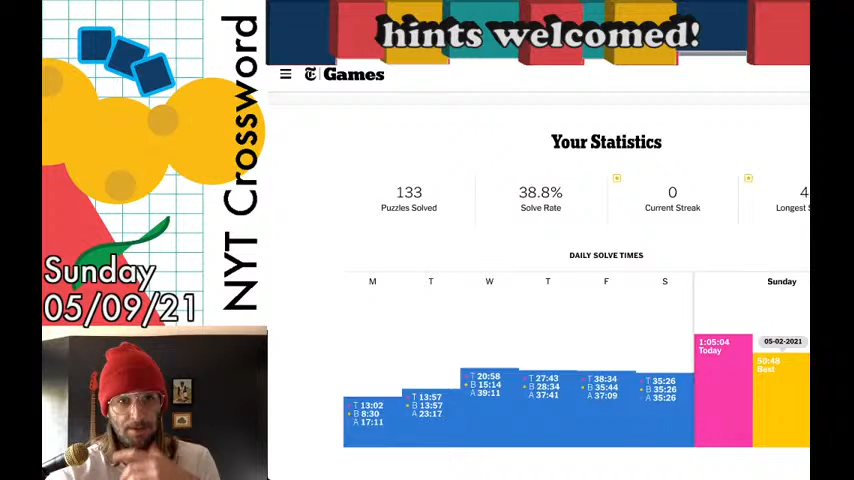 hints welcomed!
NYT Crossword
Sunday
05/09/21
Games
Your Statistics
133
Puzzles Solved
38.8%
Solve Rate
0
Current Streak
4
Longest
DAILY SOLVE TIMES
M T W T F S Sunday
T 13:02
B 8:30
A 17:11
T 13:57
B 13:57
A 23:17
T 20:58
B 15:14
A 39:11
T 27:43
B 28:34
A 37:41
T 38:34
B 35:44
A 37:09
T 35:26
B 35:26
A 35:26
1:05:04
Today
05-02-2021
50:48
Best